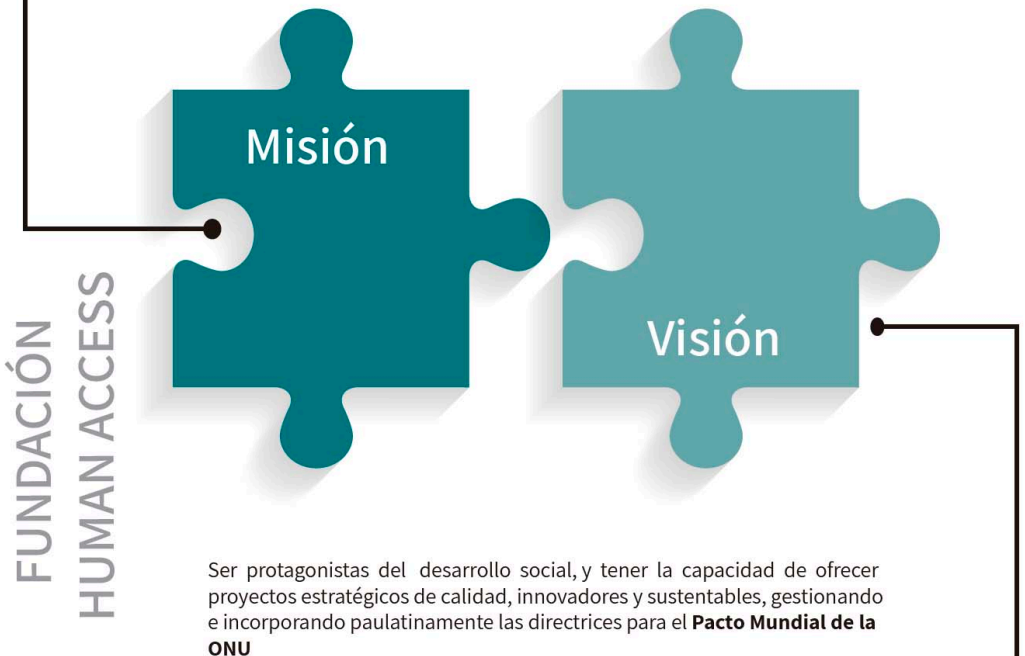 Misión
Visión
FUNDACIÓN
HUMAN ACCESS
Ser protagonistas del desarrollo social, y tener la capacidad de ofrecer
proyectos estratégicos de calidad, innovadores y sustentables, gestionando
e incorporando paulatinamente las directrices para el Pacto Mundial de la
ONU